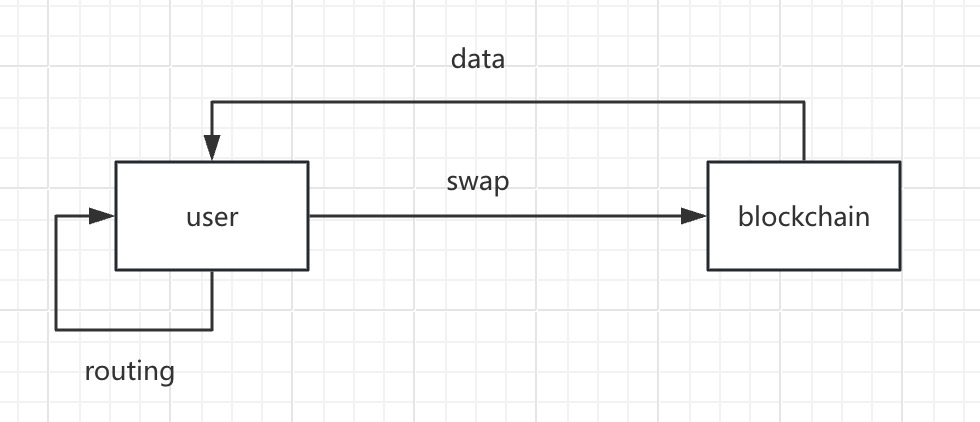 data
swap
user
blockchain
routing